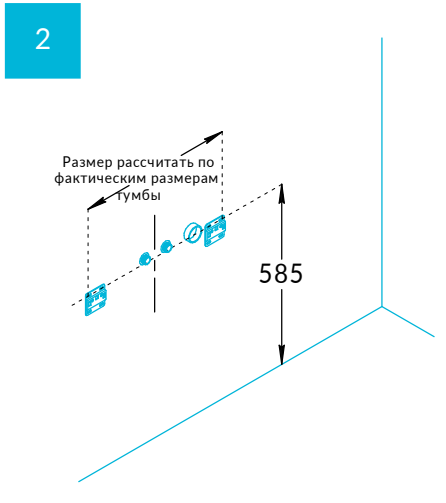 2
Размер рассчитать по
фактическим размерам
тумбы
585